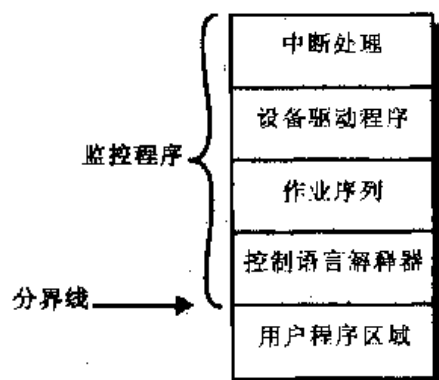 中断处理
设备驱动程序
监控程序
作业序列
控制语言解释器
分界线
用户程序区域